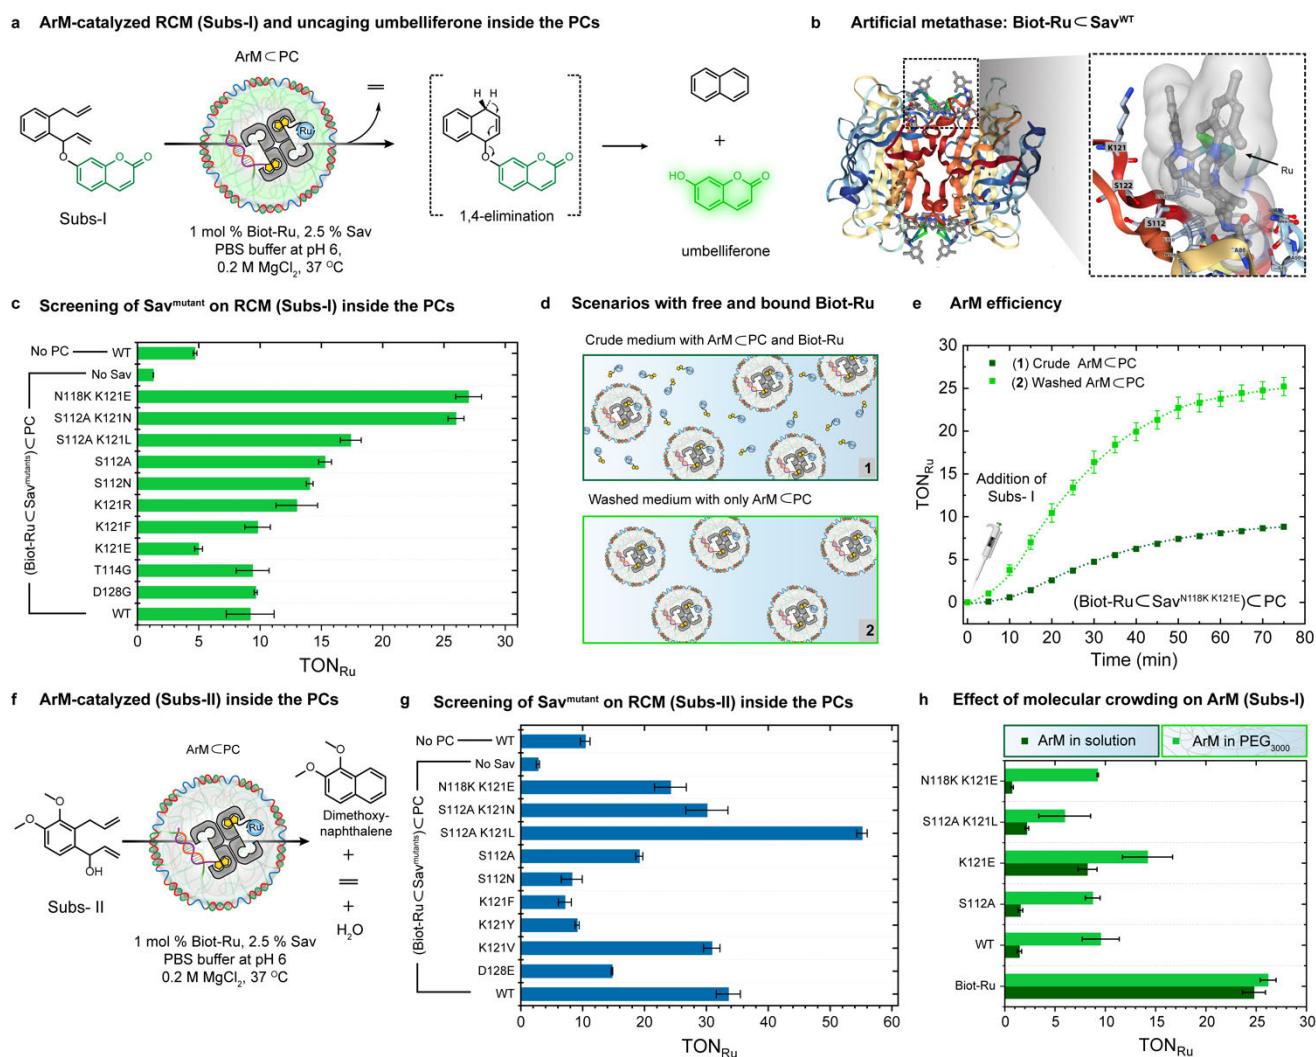 a ArM-catalyzed RCM (Subs-I) and uncaging umbelliferone inside the PCs
ArM⊂PC
Ru
O
O
O
Subs-I
1 mol % Biot-Ru, 2.5 % Sav
PBS buffer at pH 6,
0.2 M MgCl₂, 37 ºC
H H
O
O
O
1,4-elimination
+
HO
O
O
umbelliferone
b Artificial metathase: Biot-Ru⊂Savᵂᵀ
K121
S122
S112
Ru
A86
c Screening of Savᵐᵘᵗᵃⁿᵗ on RCM (Subs-I) inside the PCs
No PC
WT
No Sav
N118K K121E
S112A K121N
S112A K121L
S112A
S112N
K121R
K121F
K121E
T114G
D128G
WT
(Biot-Ru⊂Savᵐᵘᵗᵃⁿᵗˢ)⊂PC
0 5 10 15 20 25 30
TON_Ru
d Scenarios with free and bound Biot-Ru
Crude medium with ArM⊂PC and Biot-Ru
1
Washed medium with only ArM⊂PC
2
e ArM efficiency
(1) Crude ArM⊂PC
(2) Washed ArM⊂PC
30
25
20
15
10
5
0
TON_Ru
Addition of
Subs- I
(Biot-Ru⊂Savᴺ¹¹⁸ᴷ ᴷ¹²¹ᴱ)⊂PC
0 10 20 30 40 50 60 70 80
Time (min)
f ArM-catalyzed (Subs-II) inside the PCs
ArM⊂PC
Ru
O
O
OH
Subs- II
1 mol % Biot-Ru, 2.5 % Sav
PBS buffer at pH 6
0.2 M MgCl₂, 37 ºC
O
O
Dimethoxy-
naphthalene
+
+
H₂O
g Screening of Savᵐᵘᵗᵃⁿᵗ on RCM (Subs-II) inside the PCs
No PC
WT
No Sav
N118K K121E
S112A K121N
S112A K121L
S112A
S112N
K121F
K121Y
K121V
D128E
WT
(Biot-Ru⊂Savᵐᵘᵗᵃⁿᵗˢ)⊂PC
0 10 20 30 40 50 60
TON_Ru
h Effect of molecular crowding on ArM (Subs-I)
ArM in solution
ArM in PEG₃₀₀₀
N118K K121E
S112A K121L
K121E
S112A
WT
Biot-Ru
0 5 10 15 20 25 30
TON_Ru